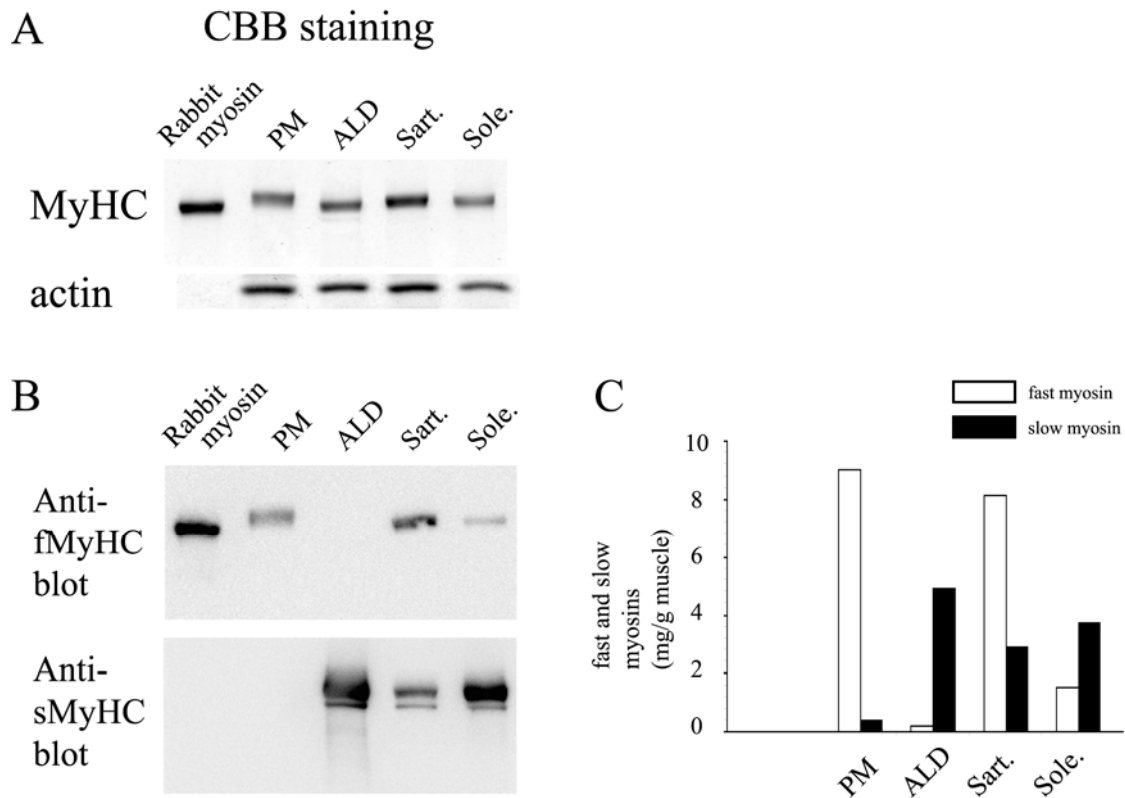 A
CBB staining
Rabbit
myosin
PM
ALD
Sart.
Sole.
MyHC
actin
B
Rabbit
myosin
PM
ALD
Sart.
Sole.
Anti-
fMyHC
blot
Anti-
sMyHC
blot
C
fast myosin
slow myosin
fast and slow
myosins
(mg/g muscle)
10
8
6
4
2
0
PM
ALD
Sart.
Sole.